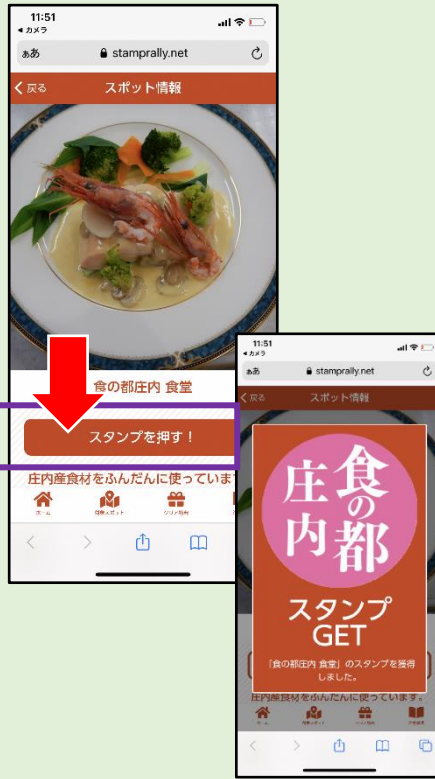 11:51
◀ カメラ
ぁあ
stamprally.net
戻る
スポット情報
食の都庄内 食堂
スタンプを押す!
庄内産食材をふんだんに使っていま
ホーム
11:51
◀ カメラ
ぁあ
stamprally.net
戻る
スポット情報
食の都
庄内
スタンプ
GET
「食の都庄内 食堂」のスタンプを獲得
しました。
庄内産食材をふんだんに使っています。
ホーム